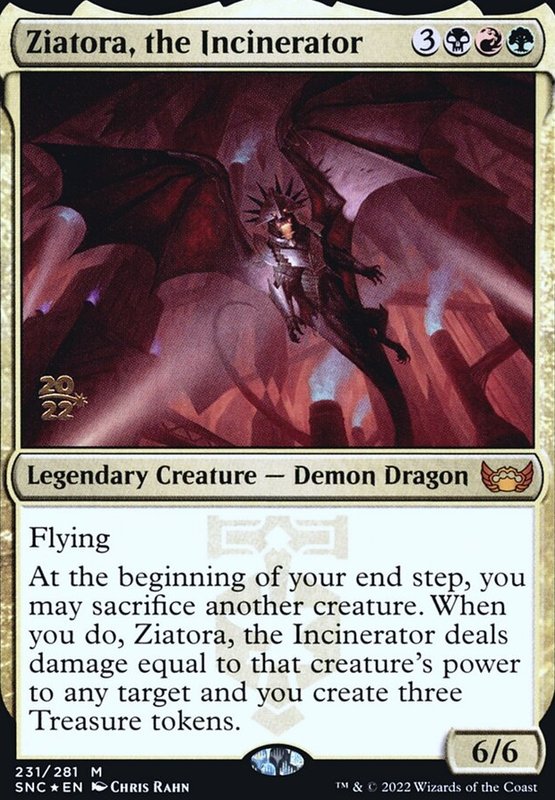 Ziatora, the Incinerator 3
20
22
Legendary Creature — Demon Dragon
Flying
At the beginning of your end step, you
may sacrifice another creature. When
you do, Ziatora, the Incinerator deals
damage equal to that creature's power
to any target and you create three
Treasure tokens.
6/6
231/281 M
SNC ★ EN Chris Rahn
™ & © 2022 Wizards of the Coast